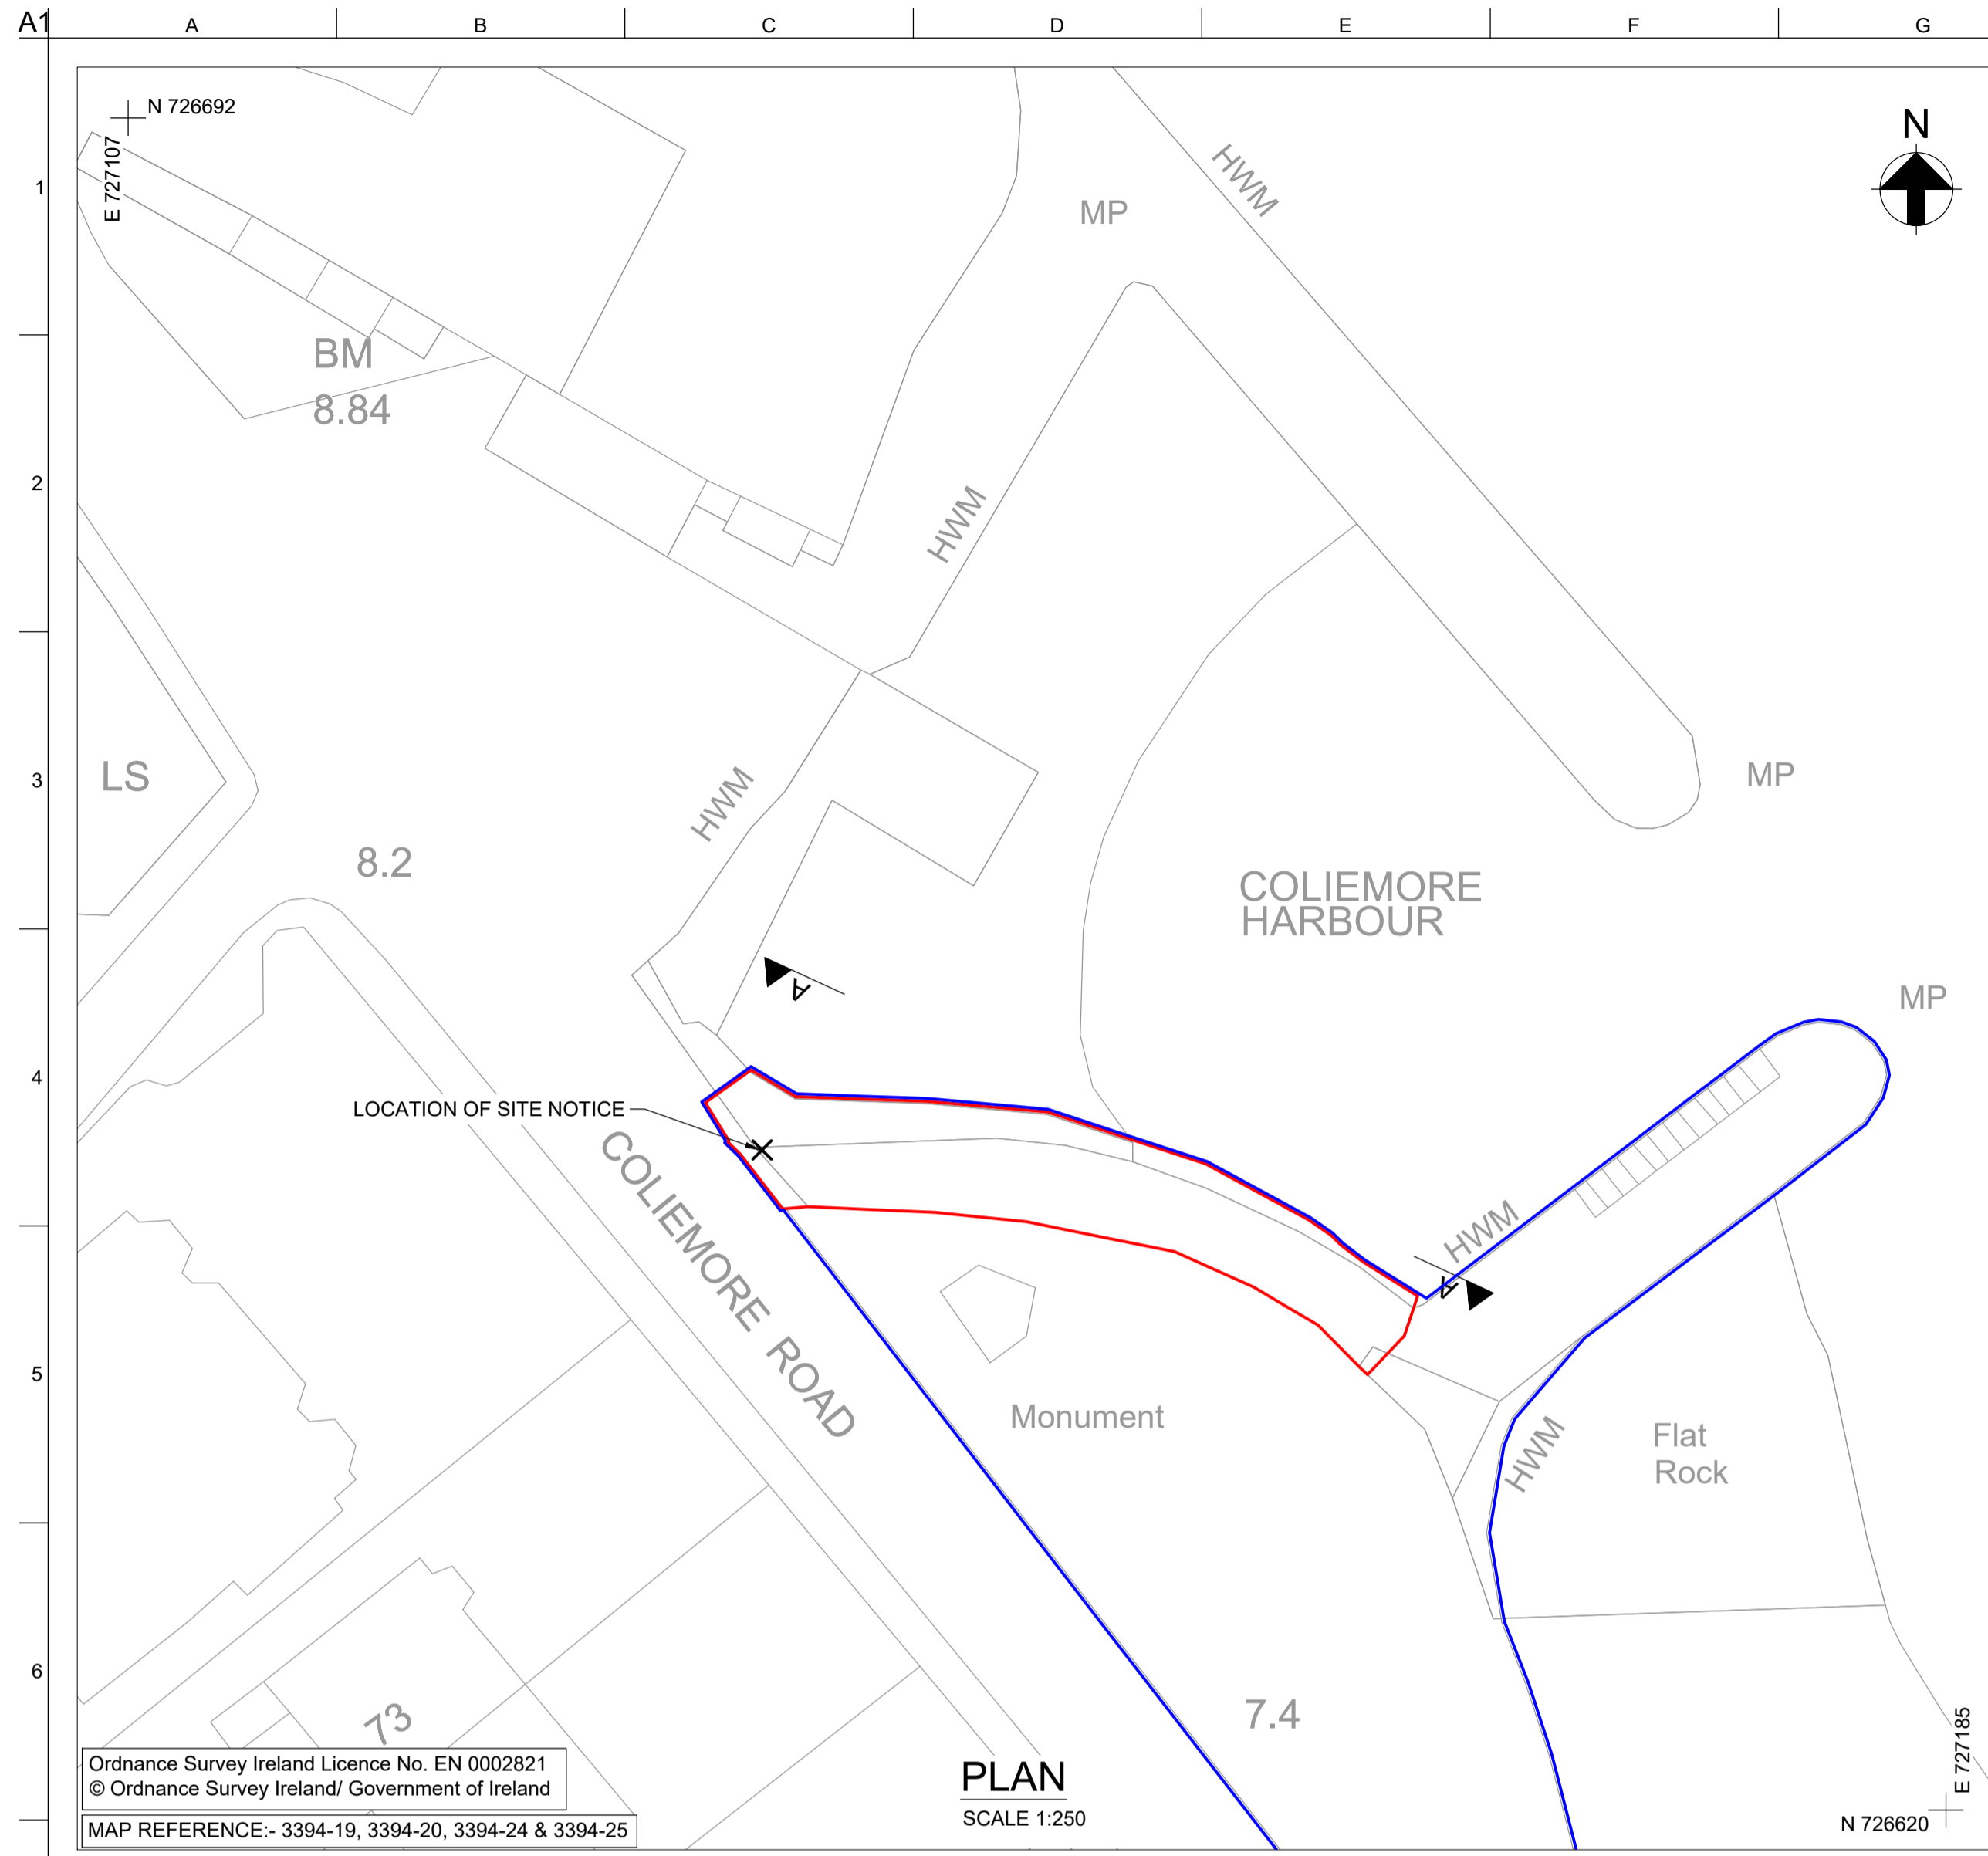 A1
A
B
C
D
E
F
G
N 726692
E 727107
N
1
HWM
MP
BM
8.84
2
HWM
LS
3
HWM
MP
8.2
COLIEMORE
HARBOUR
A
MP
4
LOCATION OF SITE NOTICE
COLIEMORE ROAD
HWM
A
5
Monument
HWM
Flat
Rock
6
73
7.4
Ordnance Survey Ireland Licence No. EN 0002821
© Ordnance Survey Ireland/ Government of Ireland
MAP REFERENCE:- 3394-19, 3394-20, 3394-24 & 3394-25
PLAN
SCALE 1:250
E 727185
N 726620